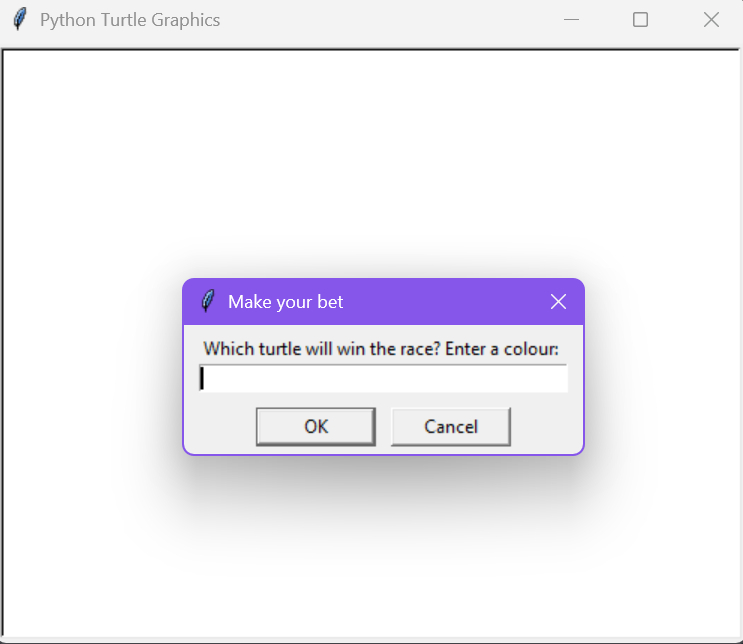 Python Turtle Graphics
Make your bet
Which turtle will win the race? Enter a colour:
OK
Cancel